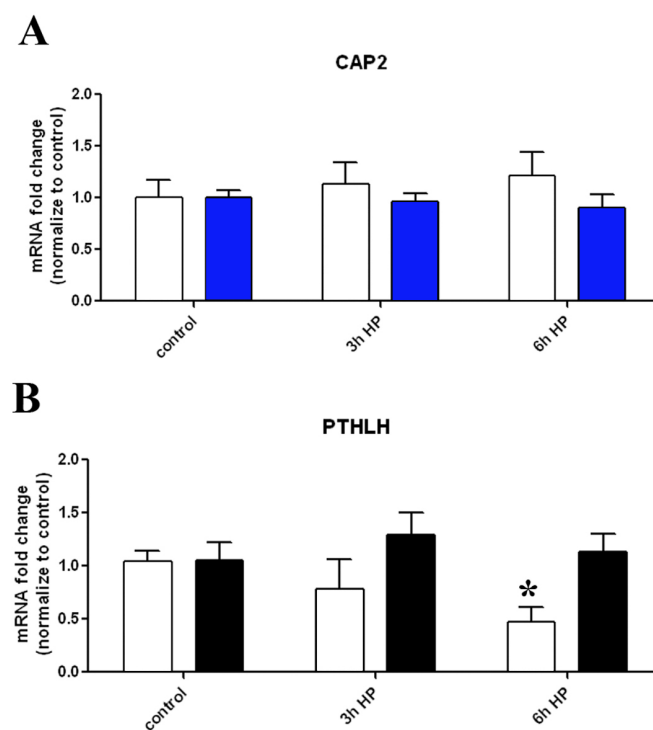 A
CAP2
mRNA fold change
(normalize to control)
2.0
1.5
1.0
0.5
0.0
control
3h HP
6h HP
B
PTHLH
mRNA fold change
(normalize to control)
2.0
1.5
1.0
0.5
0.0
*
control
3h HP
6h HP